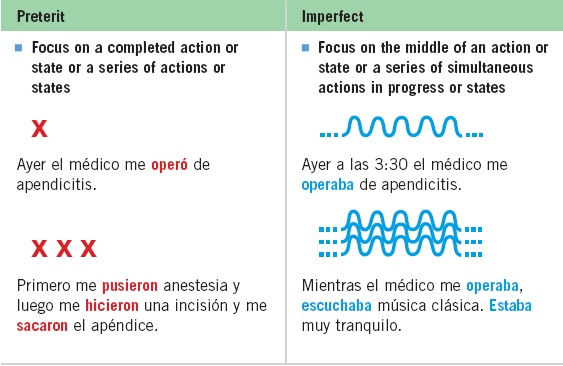 Preterit
Focus on a completed action or
state or a series of actions or
states
X
Ayer el médico me operó de
apendicitis.
X X X
Primero me pusieron anestesia y
luego me hicieron una incisión y me
sacaron el apéndice.
Imperfect
Focus on the middle of an action or
state or a series of simultaneous
actions in progress or states
Ayer a las 3:30 el médico me
operaba de apendicitis.
Mientras el médico me operaba,
escuchaba música clásica. Estaba
muy tranquilo.